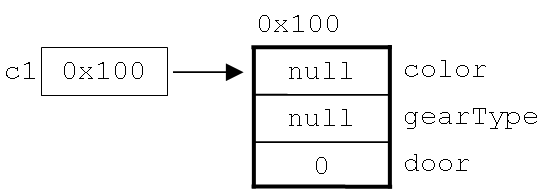 0x100
c1 0x100 null color
null gearType
0 door